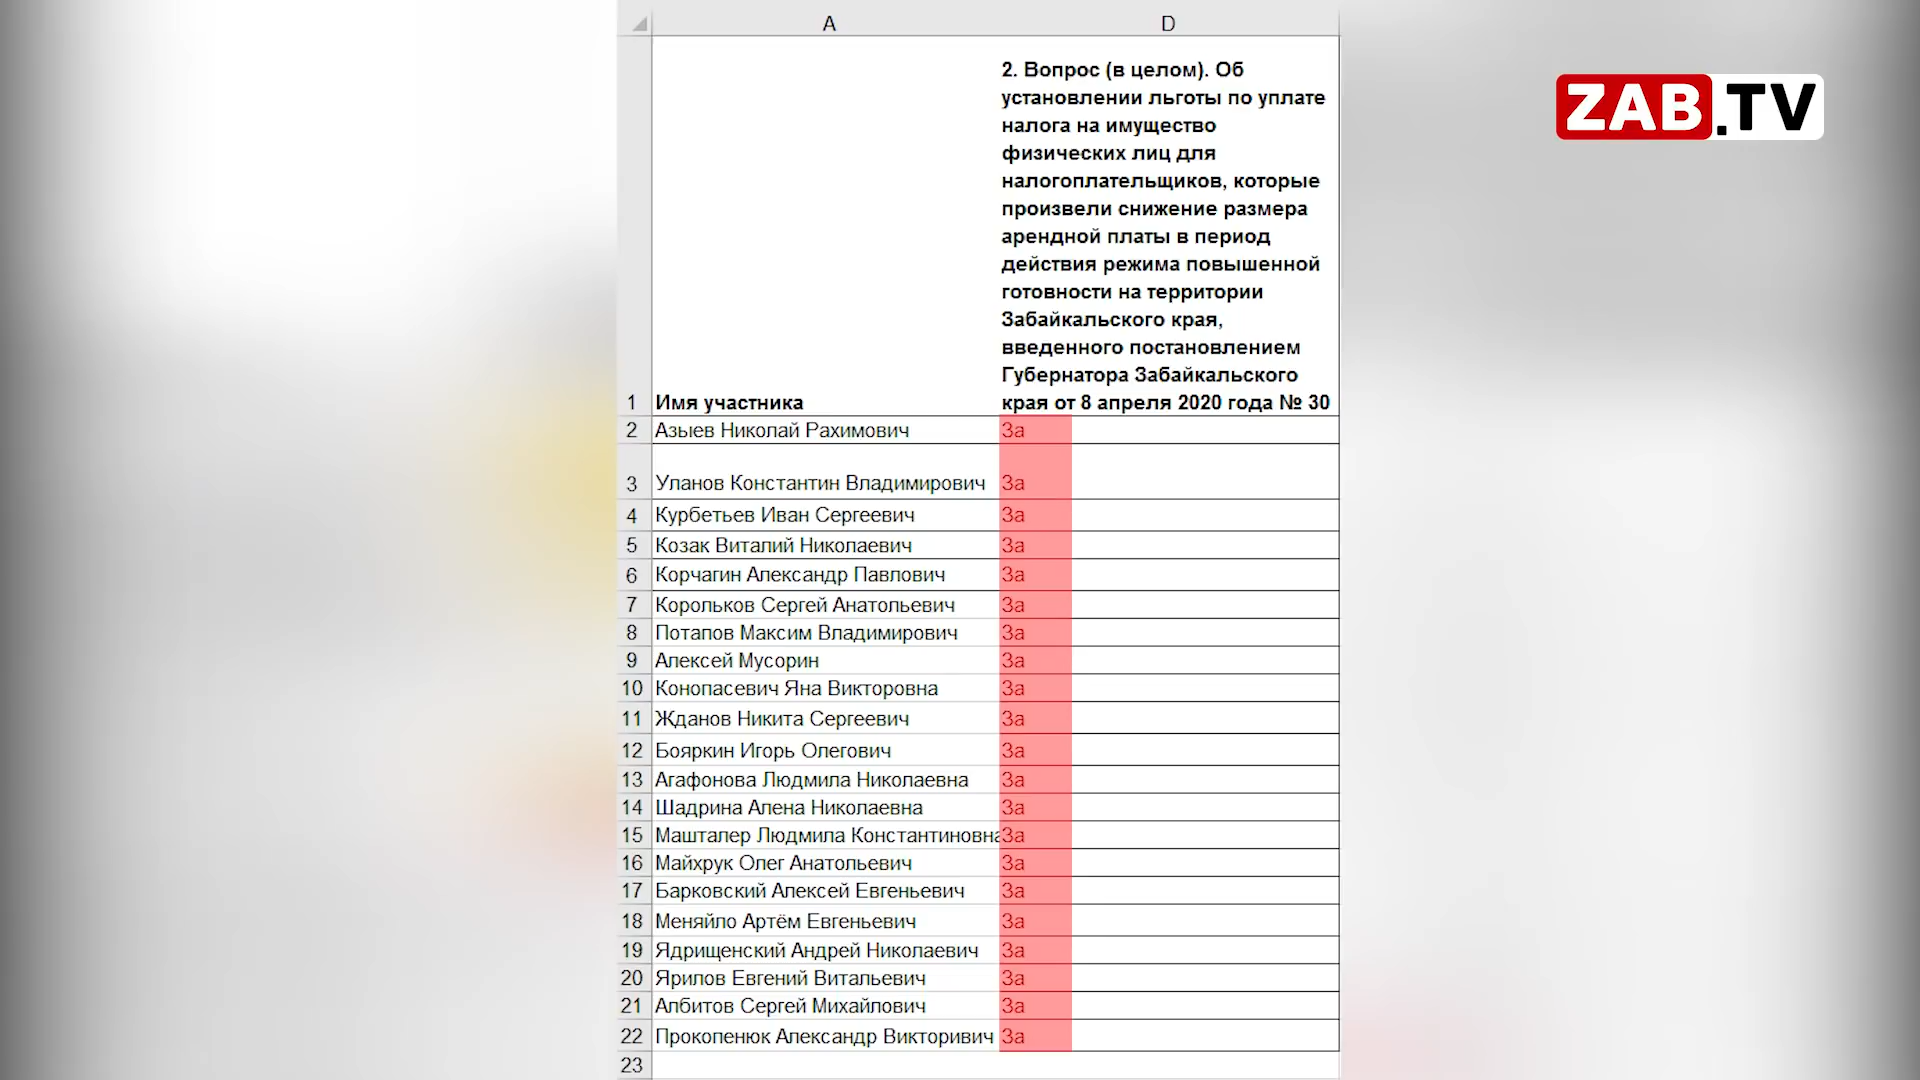 A D
ZAB.TV
2. Вопрос (в целом). Об
установлении льготы по уплате
налога на имущество
физических лиц для
налогоплательщиков, которые
произвели снижение размера
арендной платы в период
действия режима повышенной
готовности на территории
Забайкальского края,
введенного постановлением
Губернатора Забайкальского
1 Имя участника края от 8 апреля 2020 года № 30
2 Азыев Николай Рахимович За
3 Уланов Константин Владимирович За
4 Курбетьев Иван Сергеевич За
5 Козак Виталий Николаевич За
6 Корчагин Александр Павлович За
7 Корольков Сергей Анатольевич За
8 Потапов Максим Владимирович За
9 Алексей Мусорин За
10 Конопасевич Яна Викторовна За
11 Жданов Никита Сергеевич За
12 Бояркин Игорь Олегович За
13 Агафонова Людмила Николаевна За
14 Шадрина Алена Николаевна За
15 Машталер Людмила Константиновна За
16 Майхрук Олег Анатольевич За
17 Барковский Алексей Евгеньевич За
18 Меняйло Артём Евгеньевич За
19 Ядрищенский Андрей Николаевич За
20 Ярилов Евгений Витальевич За
21 Албитов Сергей Михайлович За
22 Прокопенюк Александр Викторивич За
23